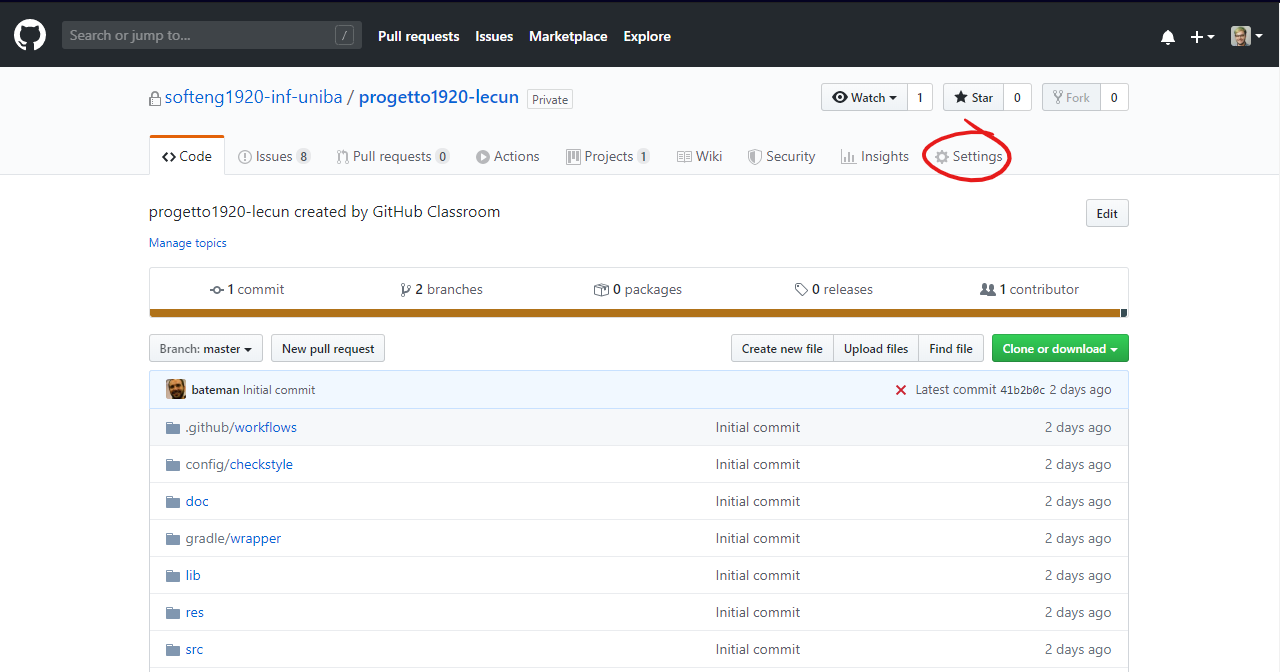 Search or jump to... / Pull requests Issues Marketplace Explore
softeng1920-inf-uniba / progetto1920-lecun Private Watch 1 Star 0 Fork 0
Code Issues 8 Pull requests 0 Actions Projects 1 Wiki Security Insights Settings
progetto1920-lecun created by GitHub Classroom Edit
Manage topics
1 commit 2 branches 0 packages 0 releases 1 contributor
Branch: master New pull request Create new file Upload files Find file Clone or download
bateman Initial commit Latest commit 41b2b0c 2 days ago
.github/workflows Initial commit 2 days ago
config/checkstyle Initial commit 2 days ago
doc Initial commit 2 days ago
gradle/wrapper Initial commit 2 days ago
lib Initial commit 2 days ago
res Initial commit 2 days ago
src Initial commit 2 days ago